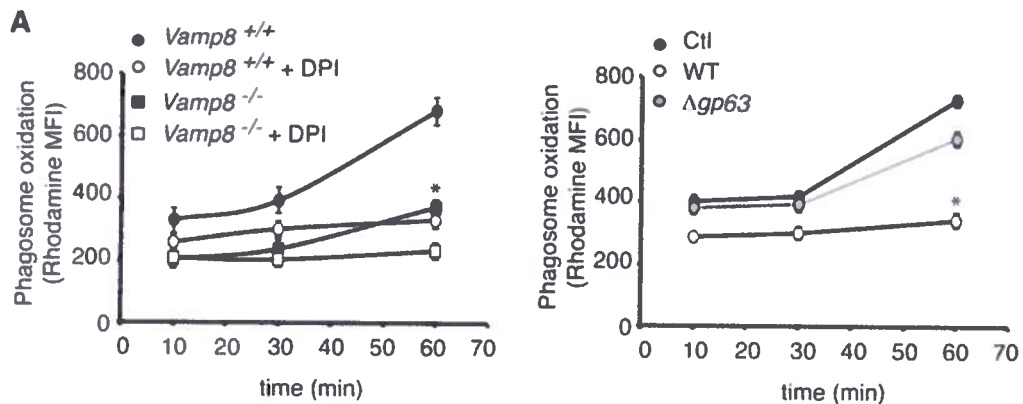 A
Vamp8 +/+
Vamp8 +/+ + DPI
Vamp8 -/-
Vamp8 -/- + DPI
Phagosome oxidation
(Rhodamine MFI)
800
600
400
200
0
*
0 10 20 30 40 50 60 70
time (min)
Ctl
WT
Δgp63
Phagosome oxidation
(Rhodamine MFI)
800
600
400
200
0
*
0 10 20 30 40 50 60 70
time (min)